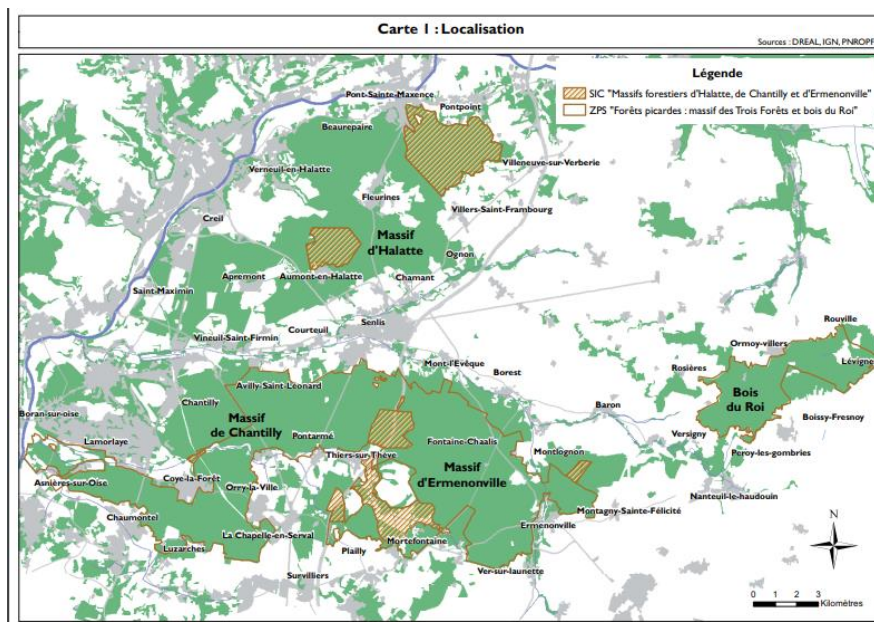 Carte 1 : Localisation
Sources : DREAL, IGN, PNROPF
Légende
SIC "Massifs forestiers d'Halatte, de Chantilly et d'Ermenonville"
ZPS "Forêts picardes : massif des Trois Forêts et bois du Roi"
Pont-Sainte-Maxence
Pontpoint
Beaurepaire
Villeneuve-sur-Verberie
Verneuil-en-Halatte
Fleurines
Villers-Saint-Frambourg
Creil
Massif
d'Halatte
Ognon
Apremont
Aumont-en-Halatte
Chamant
Saint-Maximin
Rouville
Courteuil
Senlis
Vineuil-Saint-Firmin
Ormoy-villers
Mont-l'Evêque
Lévignen
Borest
Rosières
Avilly-Saint-Léonard
Bois
du Roi
Chantilly
Baron
Boran-sur-oise
Massif
de Chantilly
Boissy-Fresnoy
Pontarmé
Versigny
Lamorlaye
Fontaine-Chaalis
Thiers-sur-Thève
Montlognon
Peroy-les-gombries
Massif
d'Ermenonville
Coye-la-Forêt
Asnières-sur-Oise
Orry-la-Ville
Nanteuil-le-haudouin
Montagny-Sainte-Félicité
Chaumontel
Ermenonville
La Chapelle-en-Serval
Mortefontaine
Luzarches
Plailly
Ver-sur-launette
Survilliers
N
0 1 2 3
Kilomètres